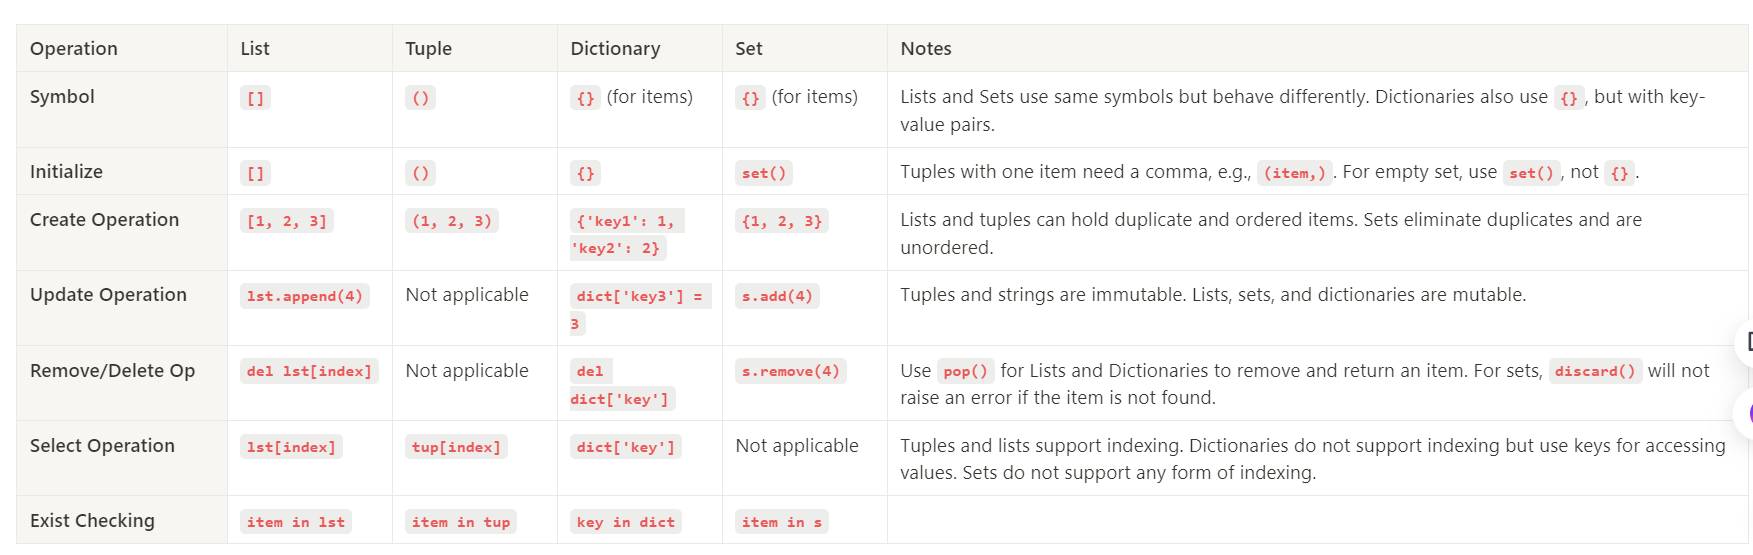 Operation List Tuple Dictionary Set Notes
Symbol [] () {} (for items) {} (for items) Lists and Sets use same symbols but behave differently. Dictionaries also use {}, but with key-
value pairs.
Initialize [] () {} set() Tuples with one item need a comma, e.g., (item,). For empty set, use set(), not {}.
Create Operation [1, 2, 3] (1, 2, 3) {'key1': 1, {1, 2, 3} Lists and tuples can hold duplicate and ordered items. Sets eliminate duplicates and are
'key2': 2} unordered.
Update Operation lst.append(4) Not applicable dict['key3'] = s.add(4) Tuples and strings are immutable. Lists, sets, and dictionaries are mutable.
3
Remove/Delete Op del lst[index] Not applicable del s.remove(4) Use pop() for Lists and Dictionaries to remove and return an item. For sets, discard() will not
dict['key'] raise an error if the item is not found.
Select Operation lst[index] tup[index] dict['key'] Not applicable Tuples and lists support indexing. Dictionaries do not support indexing but use keys for accessing
values. Sets do not support any form of indexing.
Exist Checking item in lst item in tup key in dict item in s